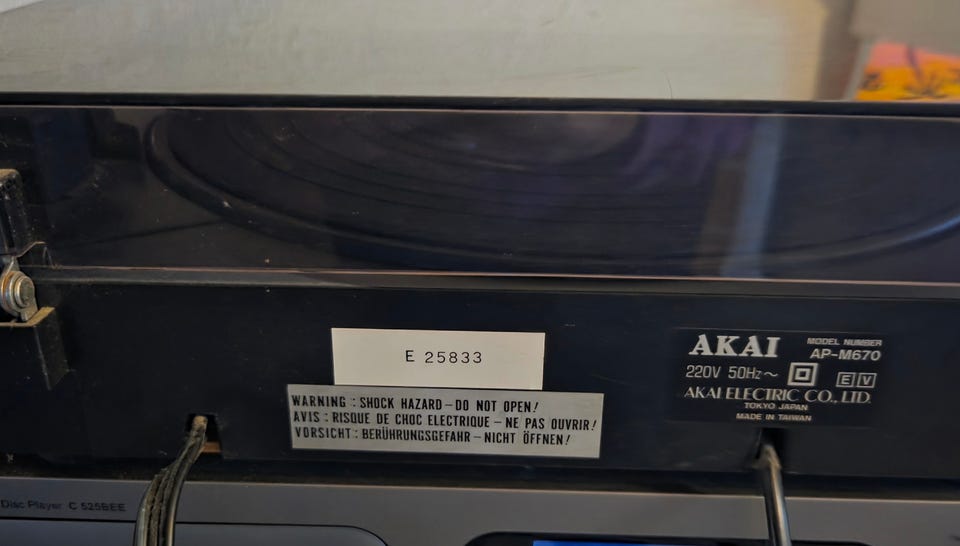 E 25833
WARNING : SHOCK HAZARD – DO NOT OPEN!
AVIS : RISQUE DE CHOC ELECTRIQUE – NE PAS OUVRIR!
VORSICHT : BERÜHRUNGSGEFAHR – NICHT ÖFFNEN!
AKAI MODEL NUMBER
AP-M670
220V 50Hz~ E V
AKAI ELECTRIC CO., LTD.
TOKYO JAPAN
MADE IN TAIWAN
Disc Player C 525BEE